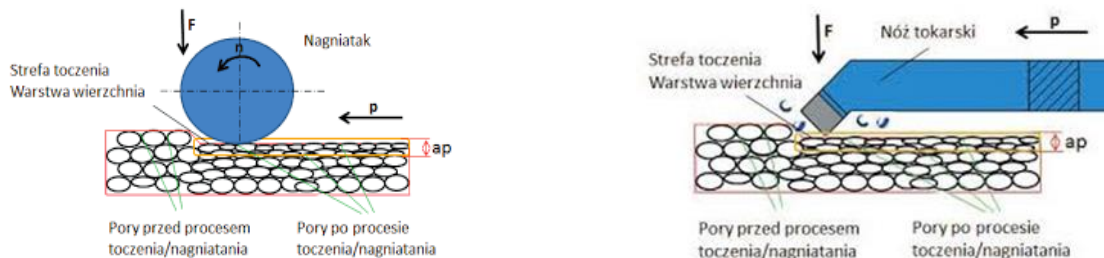 F
n
Nagniatak
Strefa toczenia
Warstwa wierzchnia
p
ap
Pory przed procesem
toczenia/nagniatania
Pory po procesie
toczenia/nagniatania
F
p
Nóż tokarski
Strefa toczenia
Warstwa wierzchnia
ap
Pory przed procesem
toczenia/nagniatania
Pory po procesie
toczenia/nagniatania